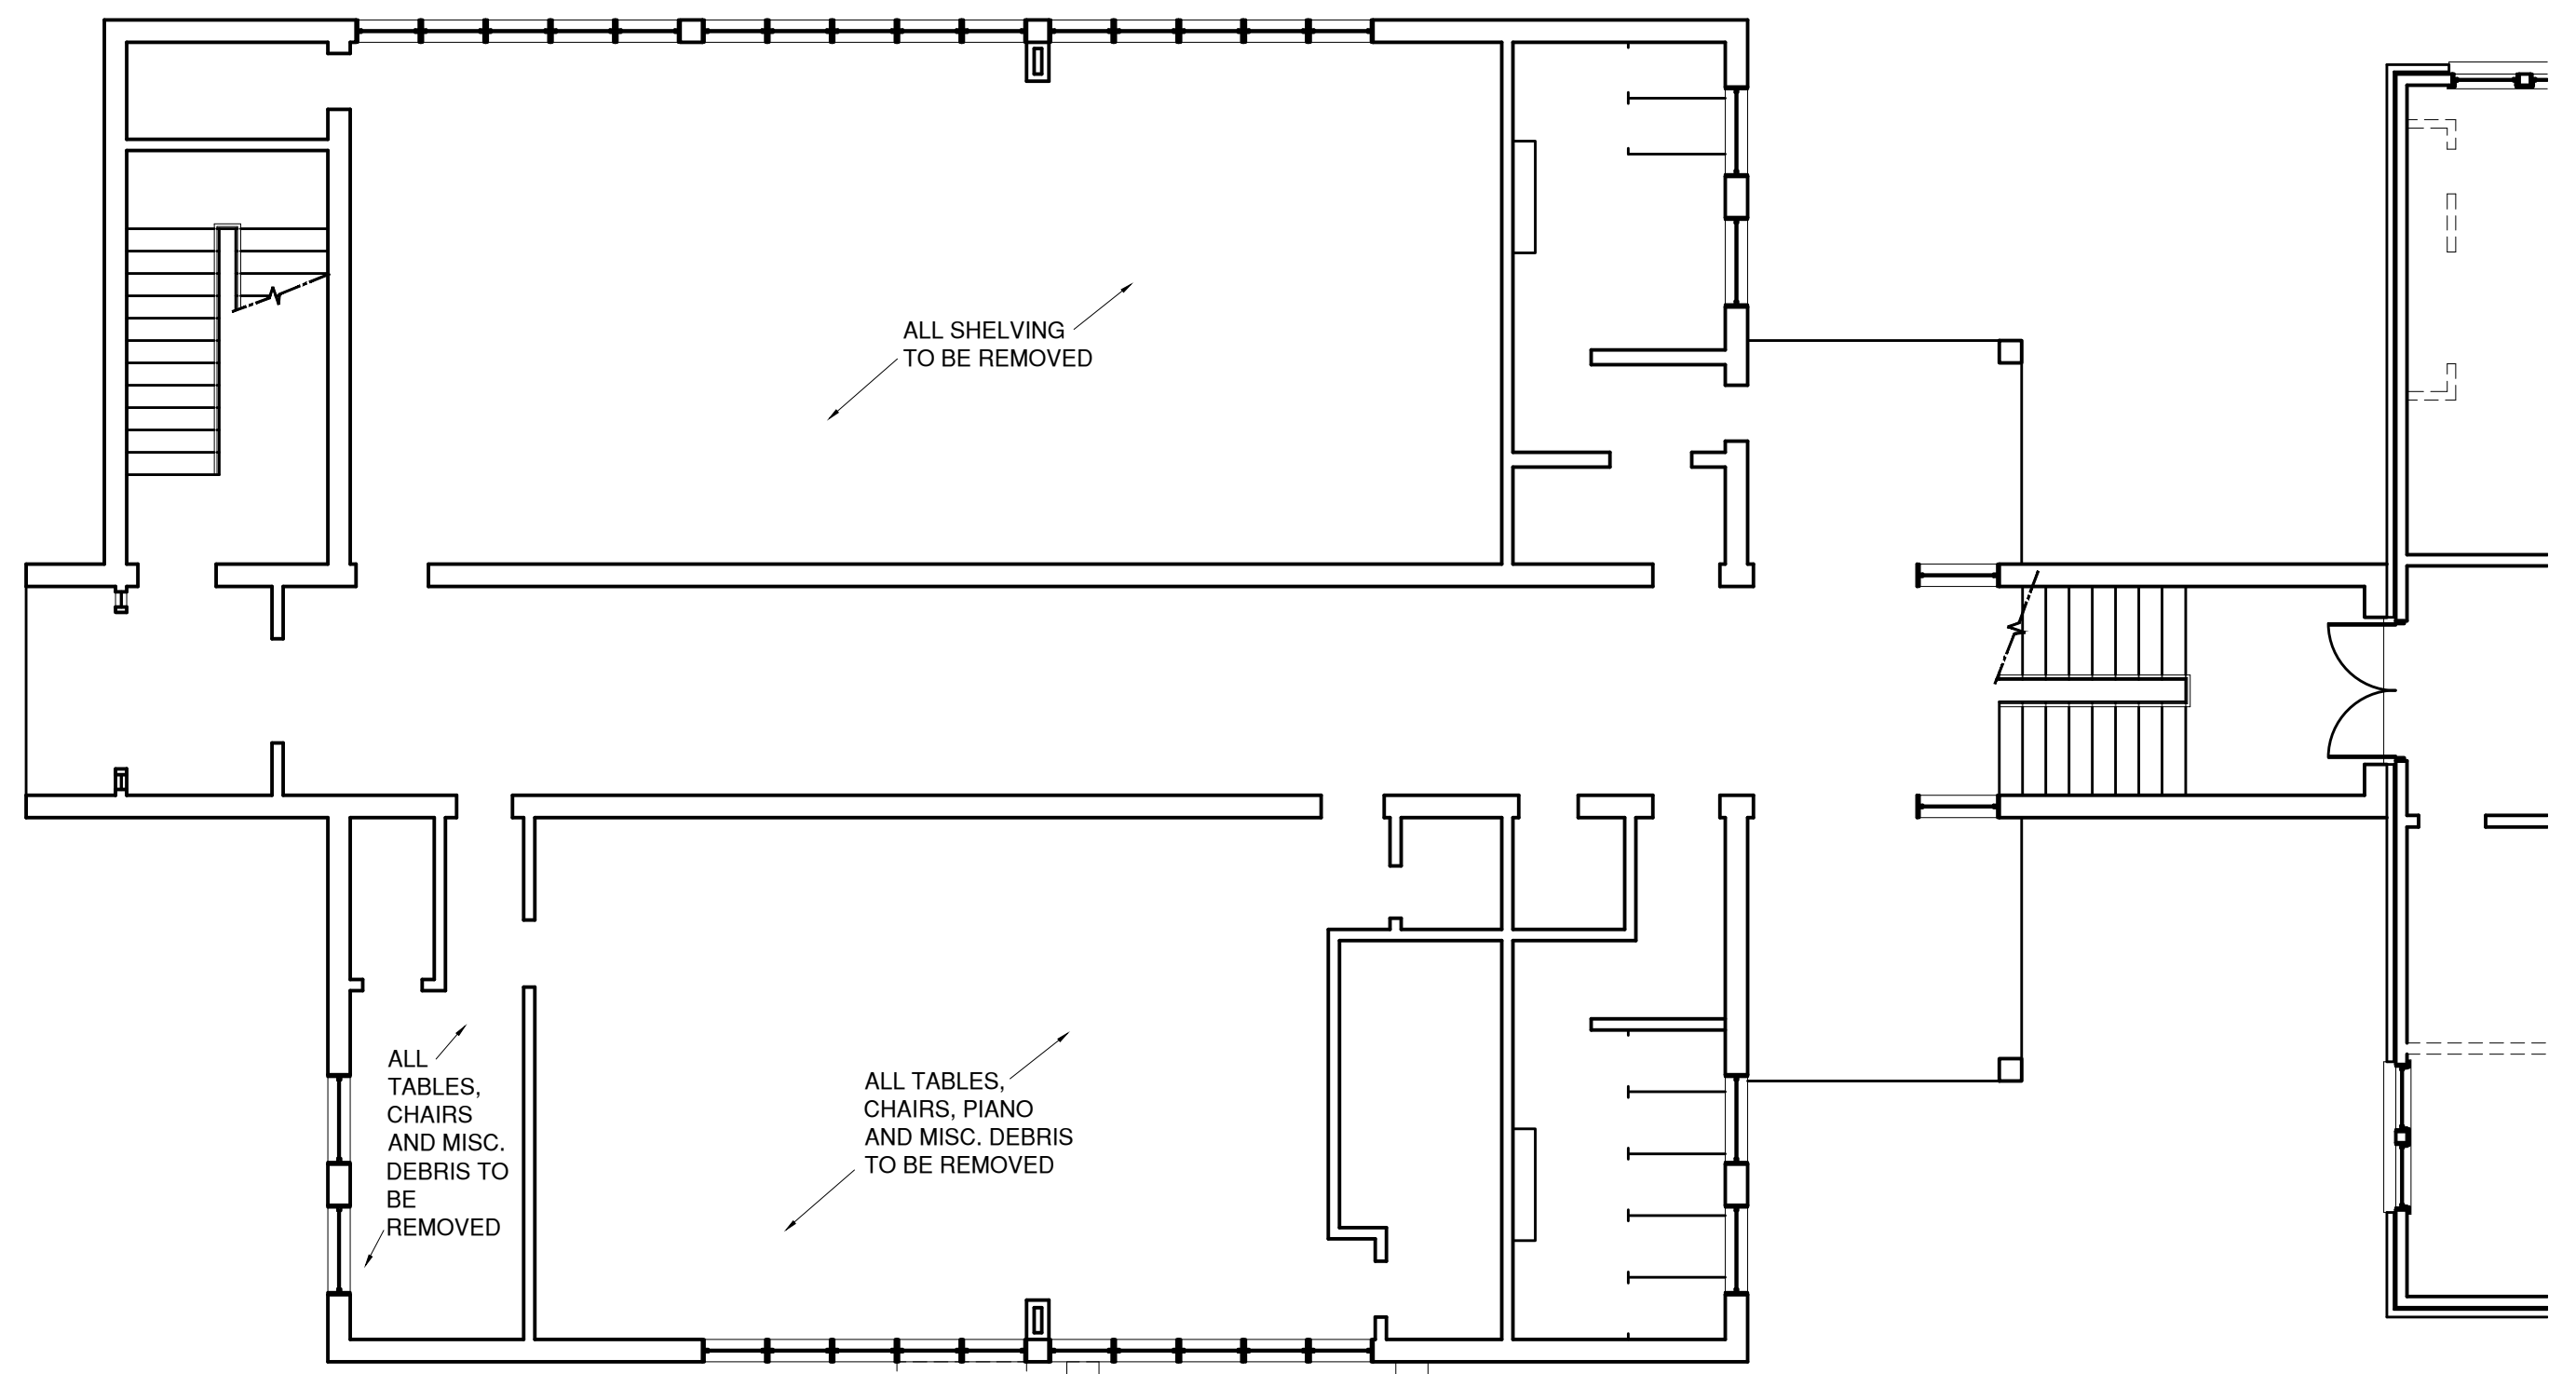 ALL SHELVING
TO BE REMOVED
ALL
TABLES,
CHAIRS
AND MISC.
DEBRIS TO
BE
REMOVED
ALL TABLES,
CHAIRS, PIANO
AND MISC. DEBRIS
TO BE REMOVED